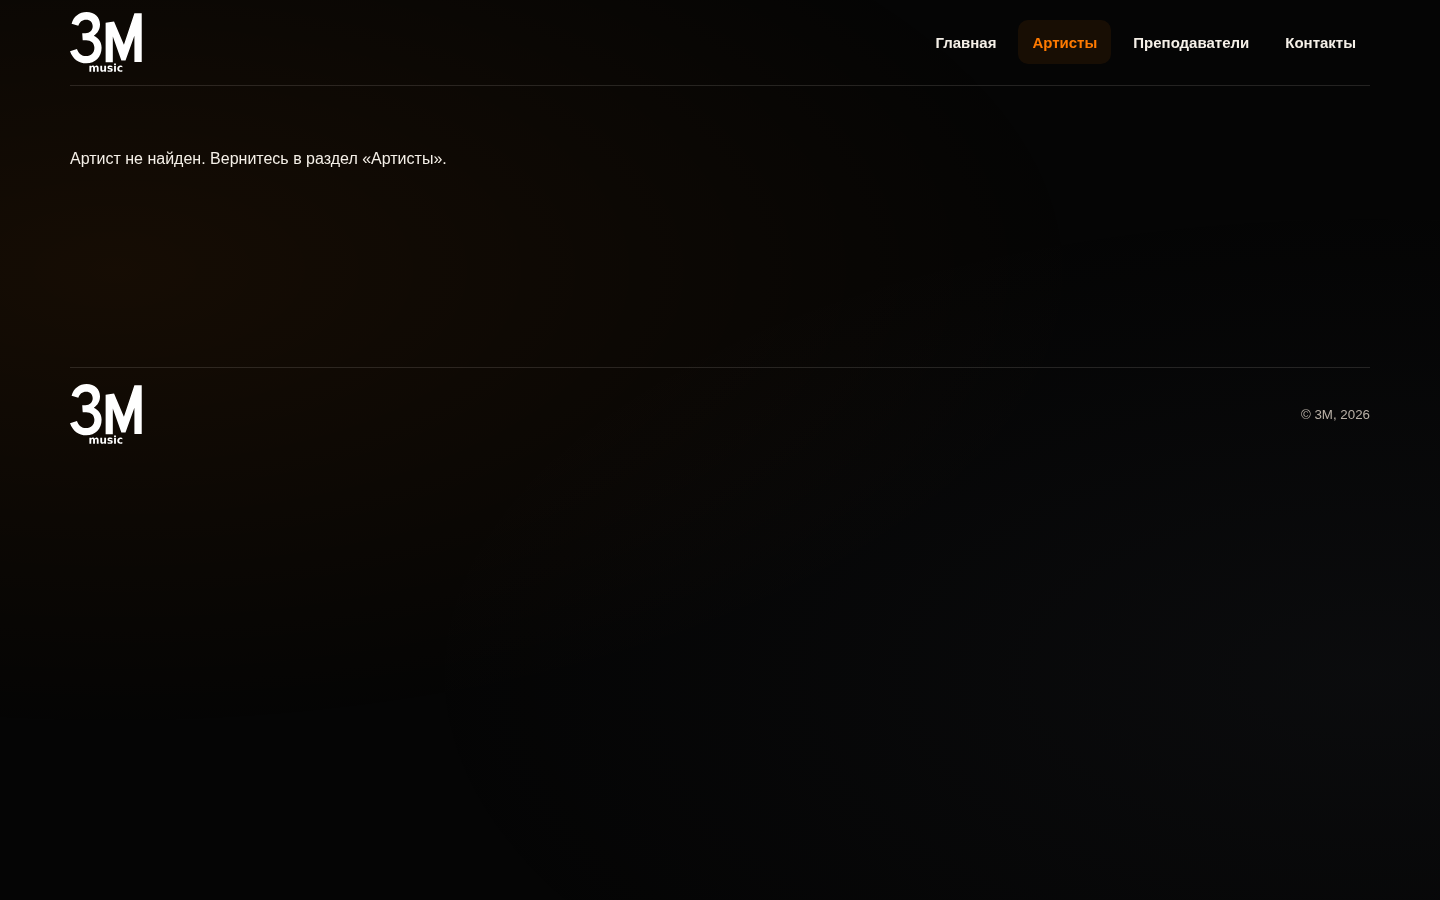 3M
music
Главная
Артисты
Преподаватели
Контакты
Артист не найден. Вернитесь в раздел «Артисты».
3M
music
© 3M, 2026